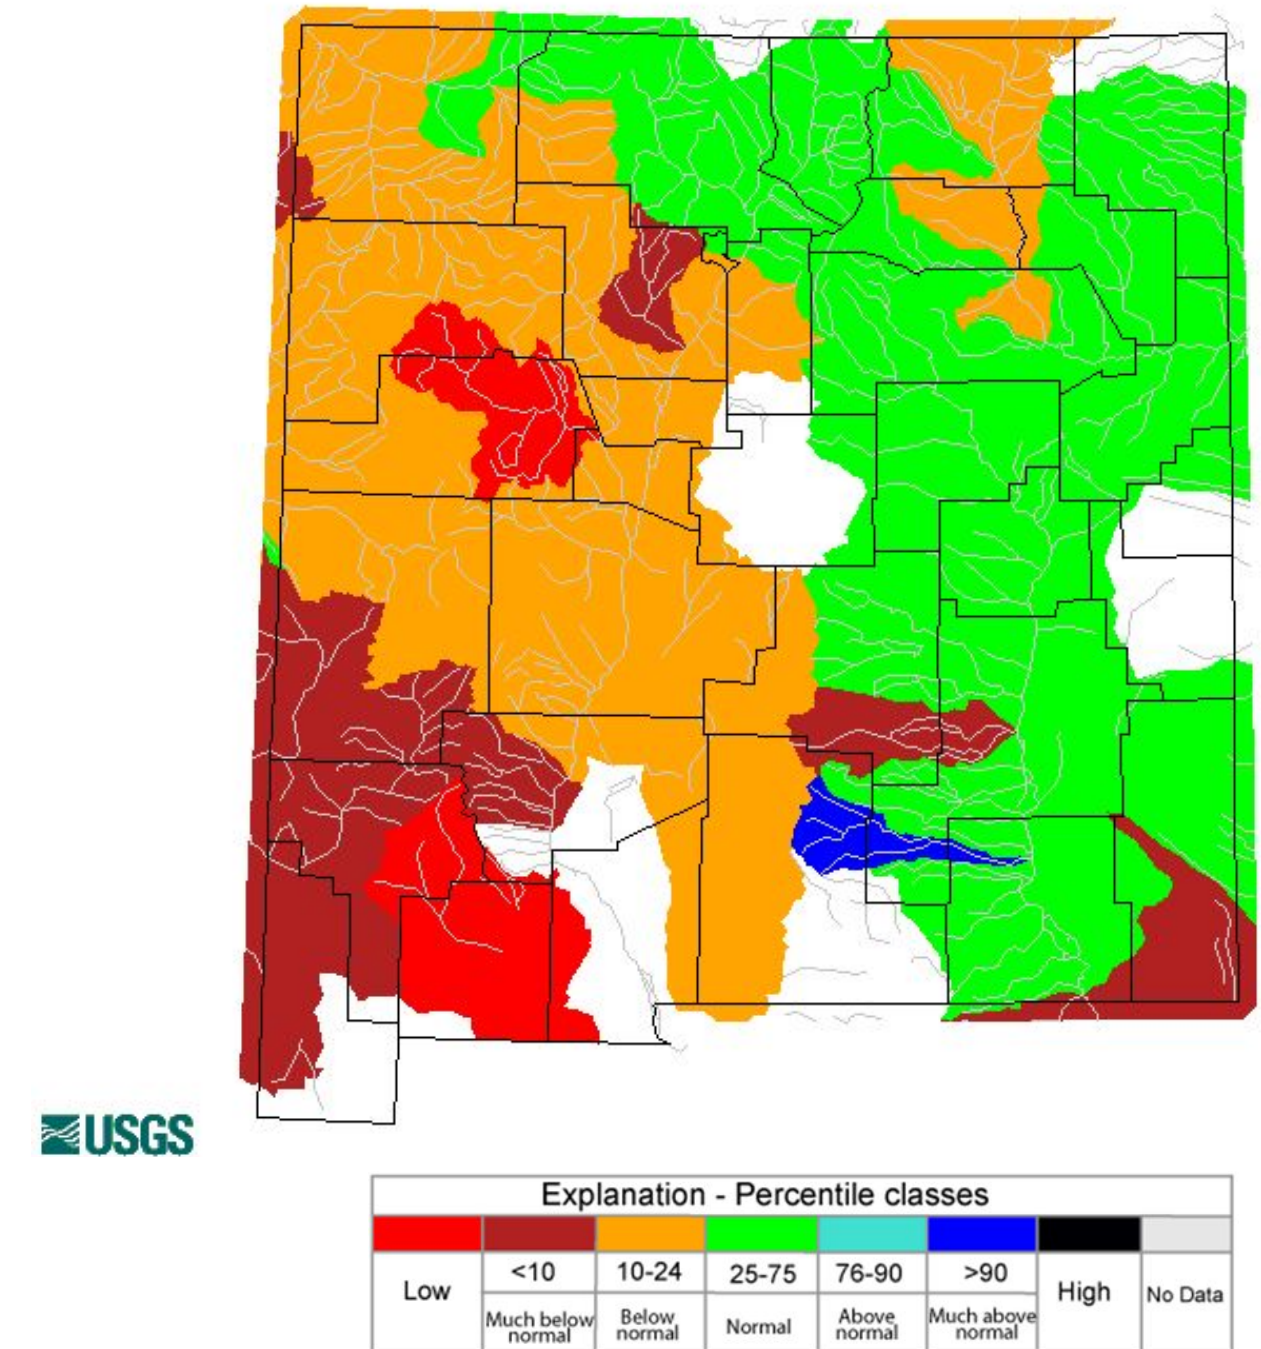 USGS
Explanation - Percentile classes
Low
<10
10-24
25-75
76-90
>90
High
No Data
Much below
normal
Below
normal
Normal
Above
normal
Much above
normal